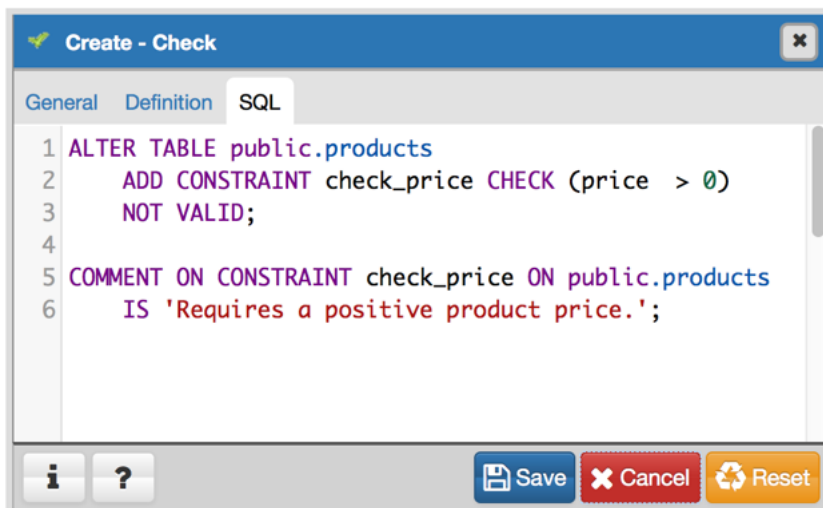 Create - Check
General Definition SQL
1 ALTER TABLE public.products
2 ADD CONSTRAINT check_price CHECK (price  > 0)
3 NOT VALID;
4
5 COMMENT ON CONSTRAINT check_price ON public.products
6 IS 'Requires a positive product price.';
i ? Save Cancel Reset